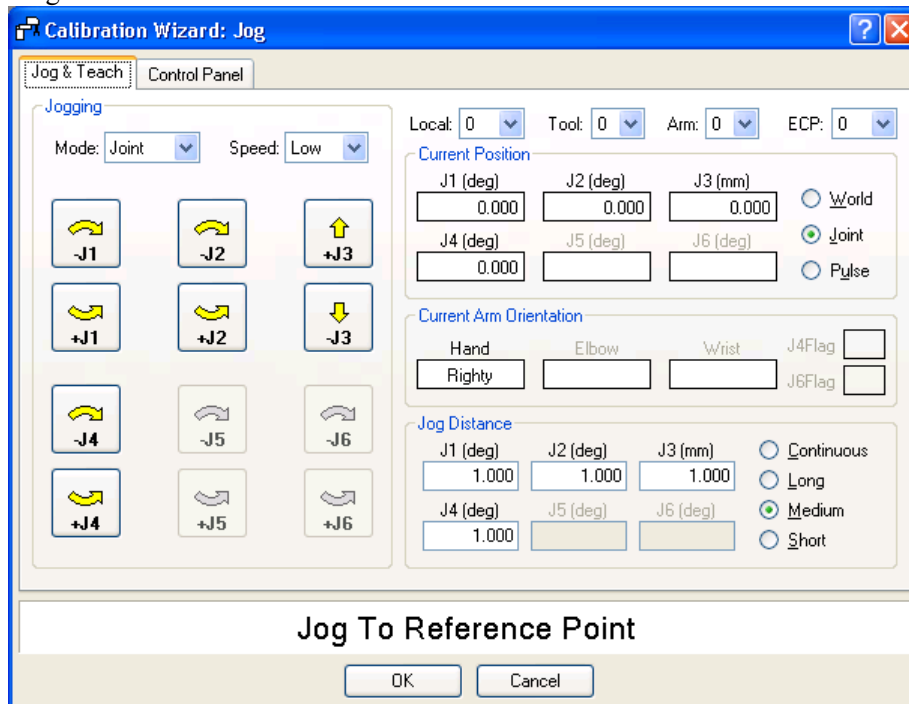 Calibration Wizard: Jog
Jog & Teach Control Panel
Jogging
Mode: Joint Speed: Low
-J1 -J2 +J3
+J1 +J2 -J3
-J4 -J5 -J6
+J4 +J5 +J6
Local: 0 Tool: 0 Arm: 0 ECP: 0
Current Position
J1 (deg) J2 (deg) J3 (mm)
0.000 0.000 0.000
J4 (deg) J5 (deg) J6 (deg)
0.000
World
Joint
Pulse
Current Arm Orientation
Hand Elbow Wrist
Righty
J4Flag
J6Flag
Jog Distance
J1 (deg) J2 (deg) J3 (mm)
1.000 1.000 1.000
J4 (deg) J5 (deg) J6 (deg)
1.000
Continuous
Long
Medium
Short
Jog To Reference Point
OK Cancel